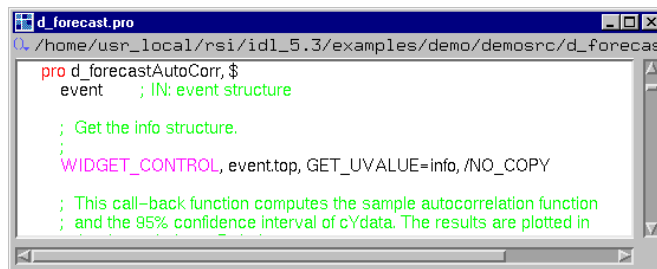 d_forecast.pro
/home/usr_local/rsi/idl_5.3/examples/demo/demosrc/d_forecas
pro d_forecastAutoCorr, $
event ; IN: event structure
; Get the info structure.
;
WIDGET_CONTROL, event.top, GET_UVALUE=info, /NO_COPY
; This call-back function computes the sample autocorrelation function
; and the 95% confidence interval of cYdata. The results are plotted in